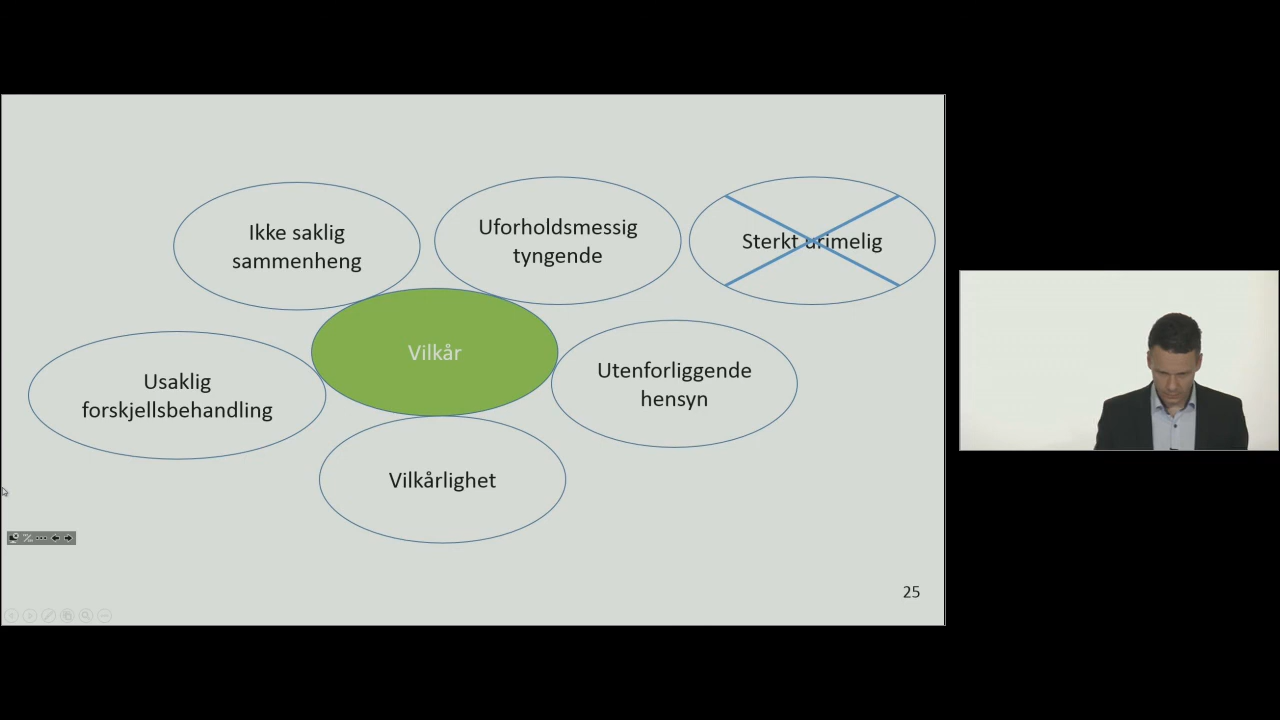 Ikke saklig
sammenheng
Uforholdsmessig
tyngende
Sterkt urimelig
Vilkår
Usaklig
forskjellsbehandling
Utenforliggende
hensyn
Vilkårlighet
25